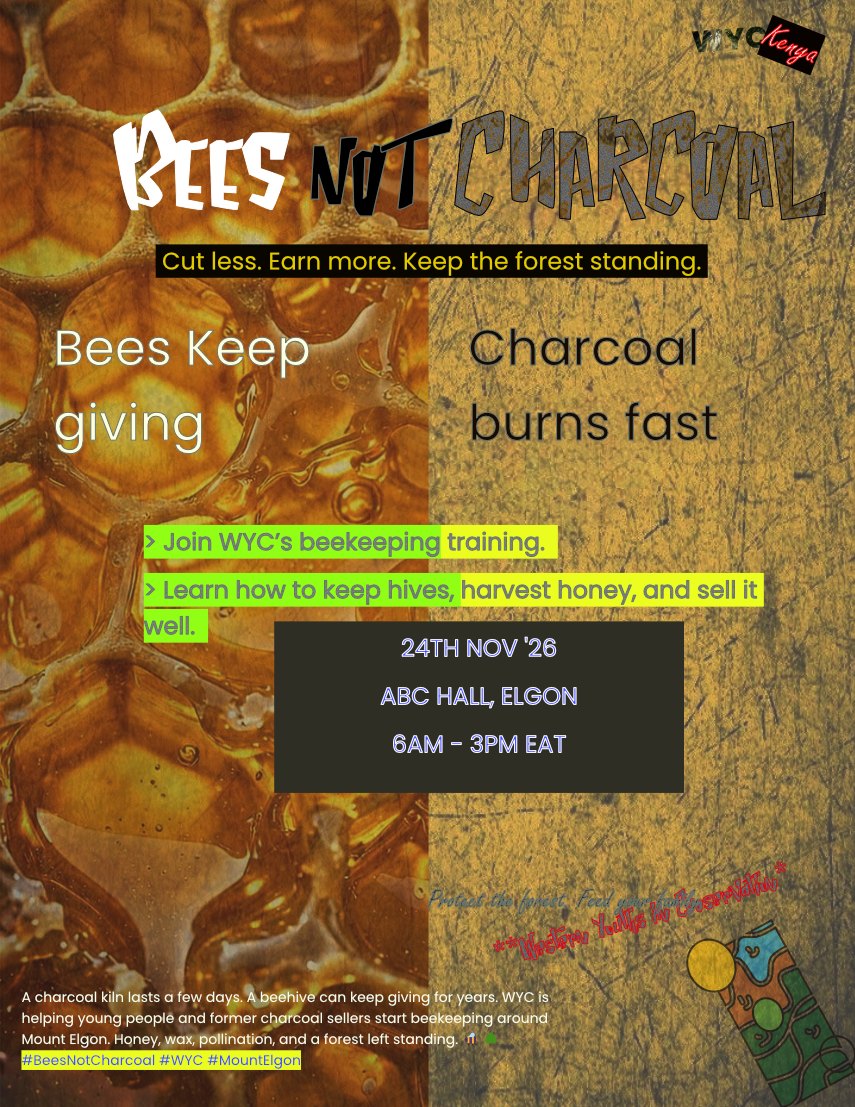 WYC Kenya
BEES NOT CHARCOAL
Cut less. Earn more. Keep the forest standing.
Bees Keep
giving
Charcoal
burns fast
> Join WYC’s beekeeping training.
> Learn how to keep hives, harvest honey, and sell it
well.
24TH NOV '26
ABC HALL, ELGON
6AM - 3PM EAT
Protect the forest. Feed your family
**Western Youths in
A charcoal kiln lasts a few days. A beehive can keep giving for years. WYC is
helping young people and former charcoal sellers start beekeeping around
Mount Elgon. Honey, wax, pollination, and a forest left standing.
#BeesNotCharcoal #WYC #MountElgon